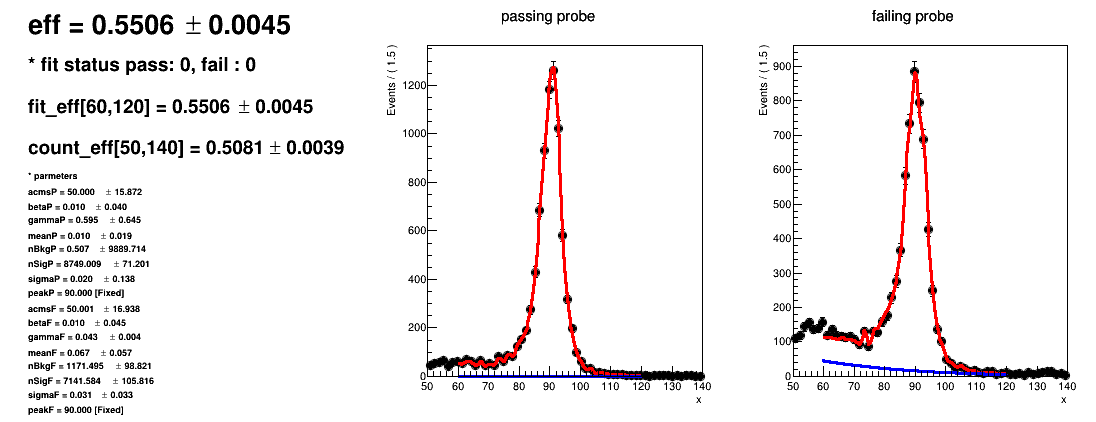 eff = 0.5506 ± 0.0045
* fit status pass: 0, fail : 0
fit_eff[60,120] = 0.5506 ± 0.0045
count_eff[50,140] = 0.5081 ± 0.0039
* parmeters
acmsP = 50.000 ± 15.872
betaP = 0.010 ± 0.040
gammaP = 0.595 ± 0.645
meanP = 0.010 ± 0.019
nBkgP = 0.507 ± 9889.714
nSigP = 8749.009 ± 71.201
sigmaP = 0.020 ± 0.138
peakP = 90.000 [Fixed]
acmsF = 50.001 ± 16.938
betaF = 0.010 ± 0.045
gammaF = 0.043 ± 0.004
meanF = 0.067 ± 0.057
nBkgF = 1171.495 ± 98.821
nSigF = 7141.584 ± 105.816
sigmaF = 0.031 ± 0.033
peakF = 90.000 [Fixed]
passing probe
Events / ( 1.5 )
1200
1000
800
600
400
200
0
50 60 70 80 90 100 110 120 130 140
x
failing probe
Events / ( 1.5 )
900
800
700
600
500
400
300
200
100
0
50 60 70 80 90 100 110 120 130 140
x